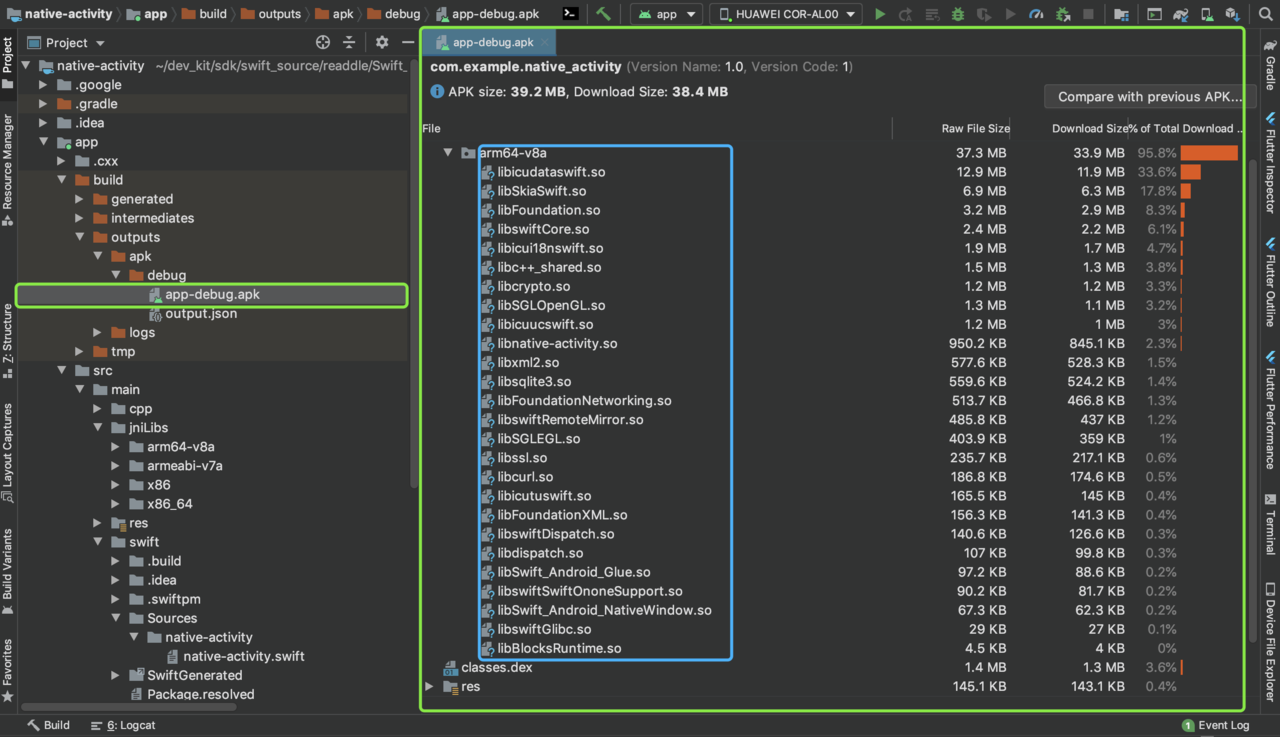 native-activity app build outputs apk debug app-debug.apk app HUAWEI COR-AL00
Project
native-activity ~/dev_kit/sdk/swift_source/readdle/Swift_
.google
.gradle
.idea
app
.cxx
build
generated
intermediates
outputs
apk
debug
app-debug.apk
output.json
logs
tmp
src
main
cpp
jniLibs
arm64-v8a
armeabi-v7a
x86
x86_64
res
swift
.build
.idea
.swiftpm
Sources
native-activity
native-activity.swift
SwiftGenerated
Package.resolved
Project
Resource Manager
Z: Structure
Layout Captures
Build Variants
Favorites
app-debug.apk
com.example.native_activity (Version Name: 1.0, Version Code: 1)
APK size: 39.2 MB, Download Size: 38.4 MB
Compare with previous APK...
File Raw File Size Download Size % of Total Download ..
arm64-v8a 37.3 MB 33.9 MB 95.8%
libicudataswift.so 12.9 MB 11.9 MB 33.6%
libSkiaSwift.so 6.9 MB 6.3 MB 17.8%
libFoundation.so 3.2 MB 2.9 MB 8.3%
libswiftCore.so 2.4 MB 2.2 MB 6.1%
libicui18nswift.so 1.9 MB 1.7 MB 4.7%
libc++_shared.so 1.5 MB 1.3 MB 3.8%
libcrypto.so 1.2 MB 1.2 MB 3.3%
libSGLOpenGL.so 1.3 MB 1.1 MB 3.2%
libicuucswift.so 1.2 MB 1 MB 3%
libnative-activity.so 950.2 KB 845.1 KB 2.3%
libxml2.so 577.6 KB 528.3 KB 1.5%
libsqlite3.so 559.6 KB 524.2 KB 1.4%
libFoundationNetworking.so 513.7 KB 466.8 KB 1.3%
libswiftRemoteMirror.so 485.8 KB 437 KB 1.2%
libSGLEGL.so 403.9 KB 359 KB 1%
libssl.so 235.7 KB 217.1 KB 0.6%
libcurl.so 186.8 KB 174.6 KB 0.5%
libicutuswift.so 165.5 KB 145 KB 0.4%
libFoundationXML.so 156.3 KB 141.3 KB 0.4%
libswiftDispatch.so 140.6 KB 126.6 KB 0.3%
libdispatch.so 107 KB 99.8 KB 0.3%
libSwift_Android_Glue.so 97.2 KB 88.6 KB 0.2%
libswiftSwiftOnoneSupport.so 90.2 KB 81.7 KB 0.2%
libSwift_Android_NativeWindow.so 67.3 KB 62.3 KB 0.2%
libswiftGlibc.so 29 KB 27 KB 0.1%
libBlocksRuntime.so 4.5 KB 4 KB 0%
classes.dex 1.4 MB 1.3 MB 3.6%
res 145.1 KB 143.1 KB 0.4%
Gradle
Flutter Inspector
Flutter Outline
Flutter Performance
Terminal
Device File Explorer
Build 6: Logcat 1 Event Log